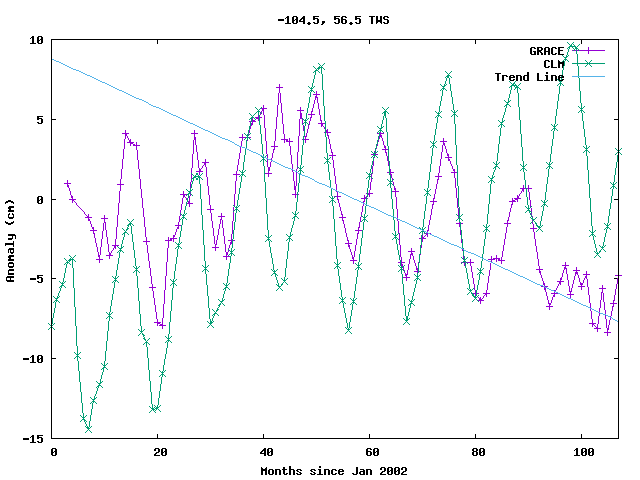 -104.5, 56.5 TWS
10
5
0
-5
-10
-15
0 20 40 60 80 100
Anomaly (cm)
Months since Jan 2002
GRACE
CLM
Trend Line